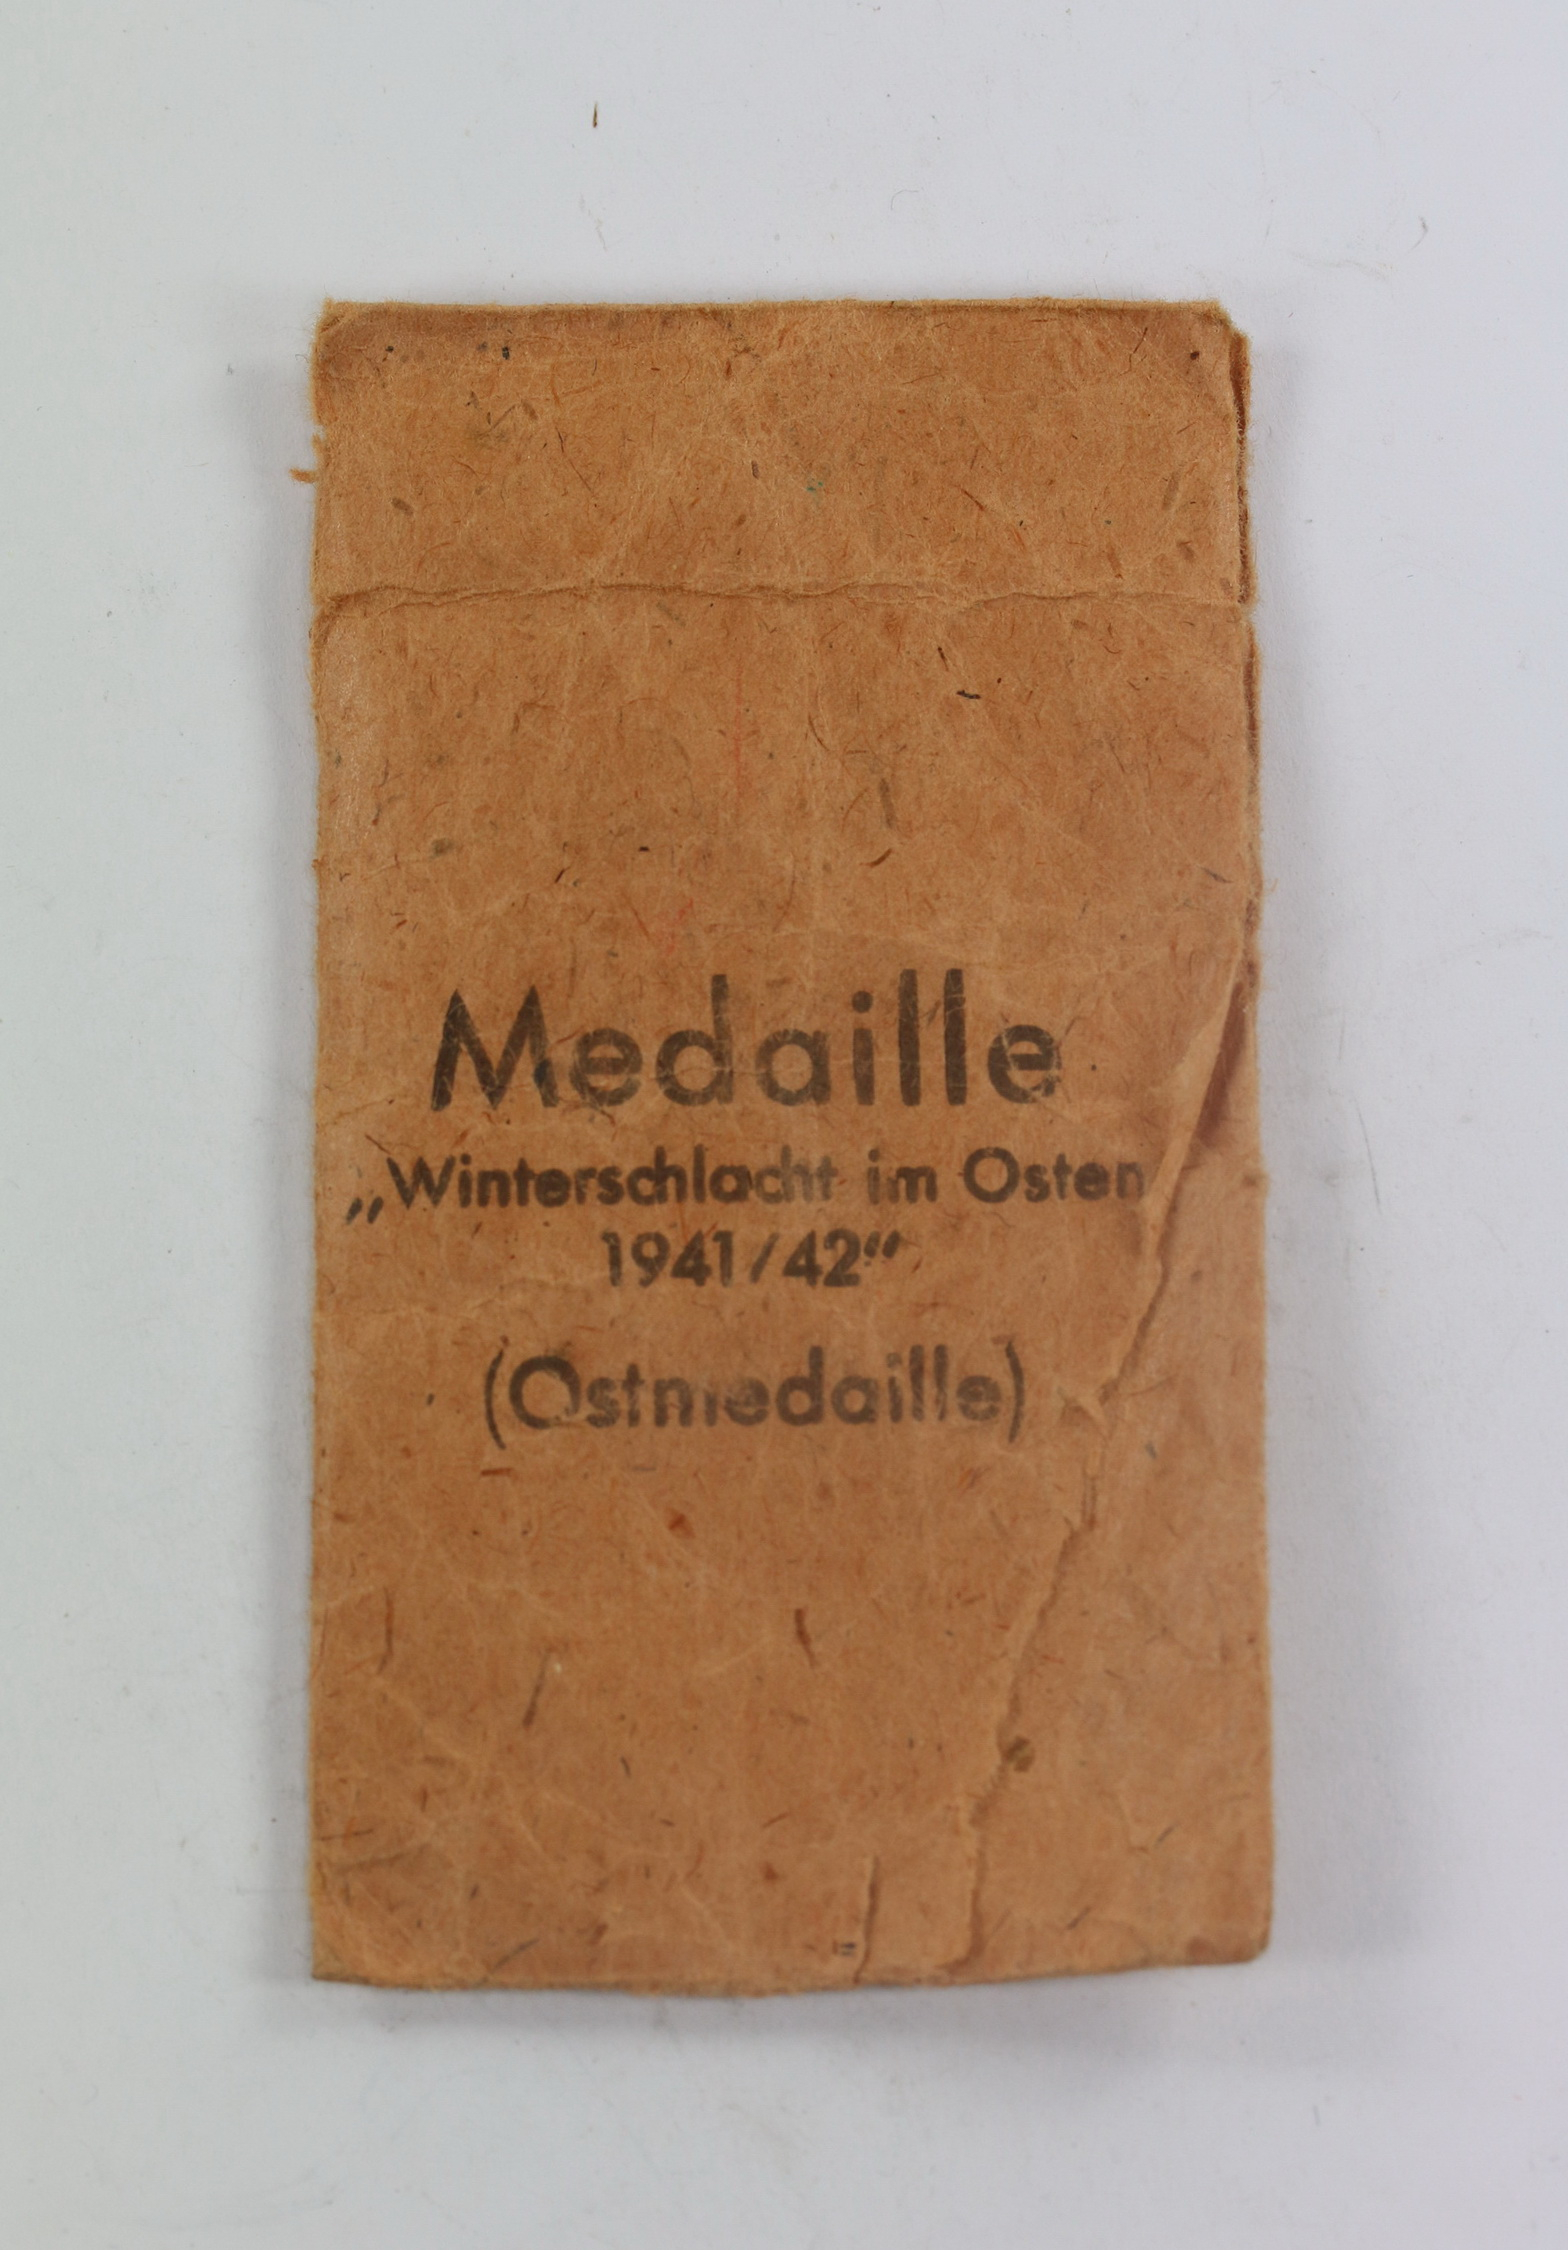 Medaille
„Winterschlacht im Osten
1941/42“
(Ostmedaille)